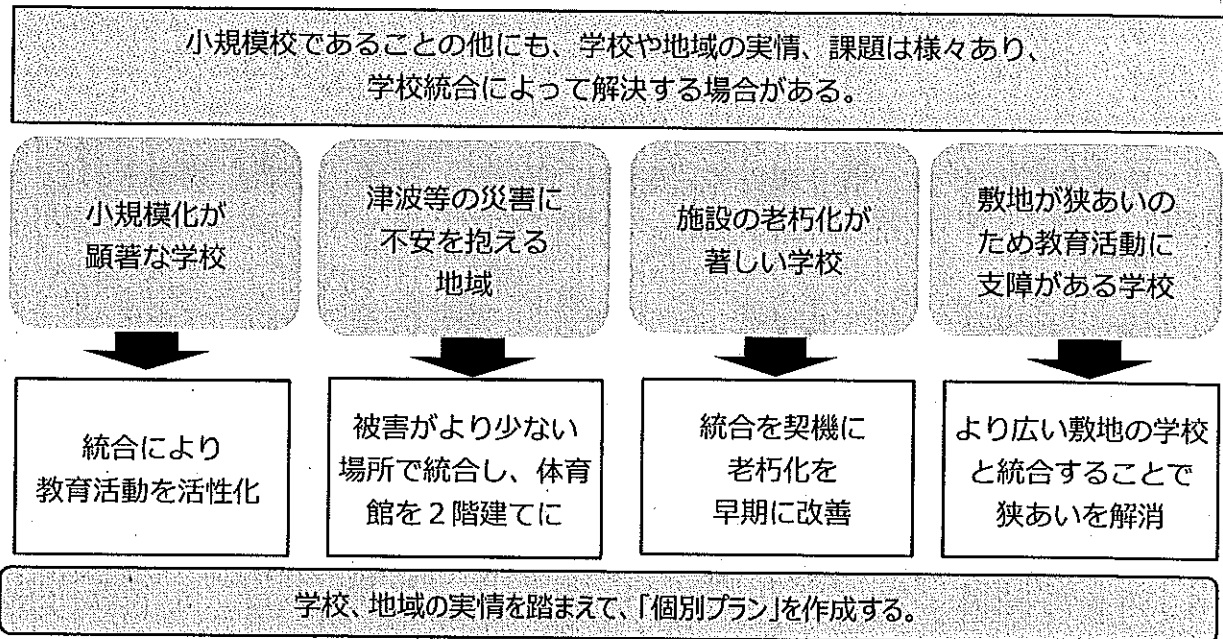 小規模校であることの他にも、学校や地域の実情、課題は様々あり、
学校統合によって解決する場合がある。
小規模化が
顕著な学校
津波等の災害に
不安を抱える
地域
施設の老朽化が
著しい学校
敷地が狭あいの
ため教育活動に
支障がある学校
統合により
教育活動を活性化
被害がより少ない
場所で統合し、体育
館を２階建てに
統合を契機に
老朽化を
早期に改善
より広い敷地の学校
と統合することで
狭あいを解消
学校、地域の実情を踏まえて、「個別プラン」を作成する。